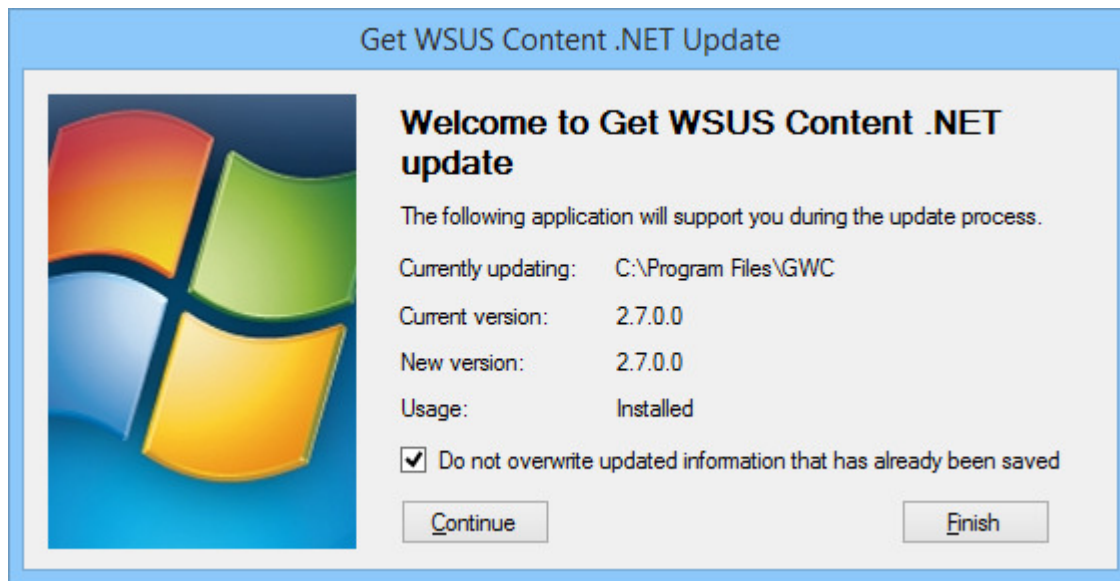 Get WSUS Content .NET Update
Welcome to Get WSUS Content .NET
update
The following application will support you during the update process.
Currently updating: C:\Program Files\GWC
Current version: 2.7.0.0
New version: 2.7.0.0
Usage: Installed
Do not overwrite updated information that has already been saved
Continue Finish